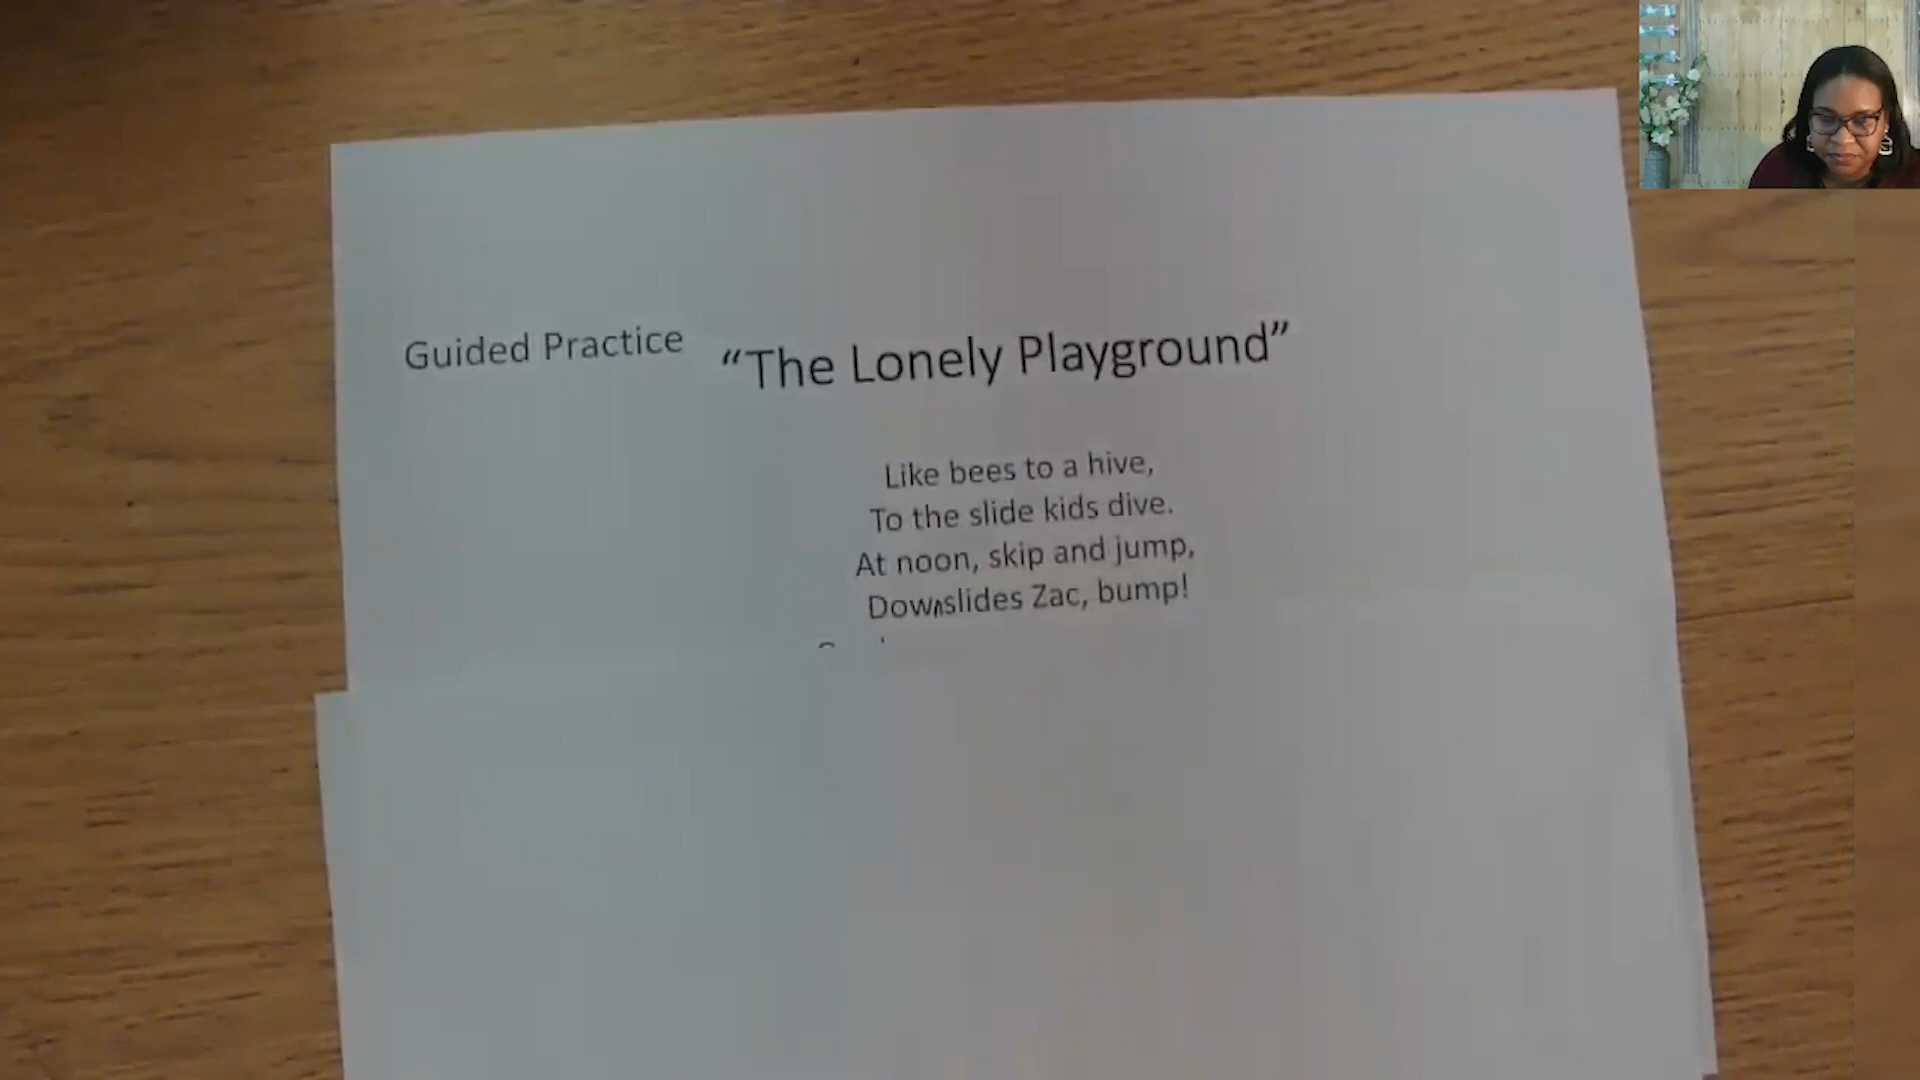 Guided Practice
“The Lonely Playground”
Like bees to a hive,
To the slide kids dive.
At noon, skip and jump,
Down slides Zac, bump!